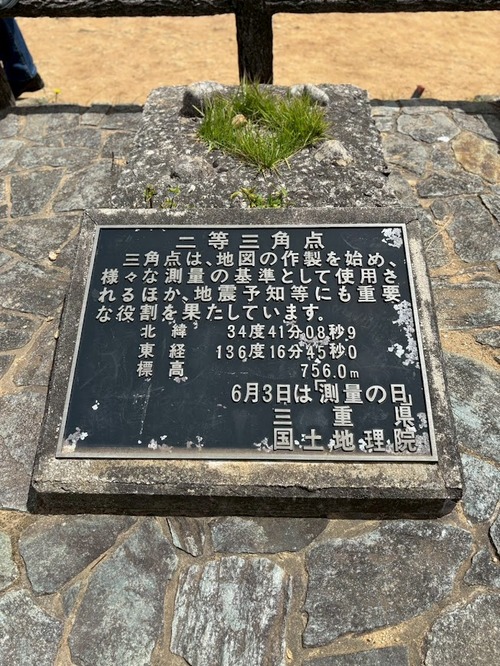 二等三角点
三角点は、地図の作製を始め、
様々な測量の基準として使用さ
れるほか、地震予知等にも重要
な役割を果たしています。
北緯 34度41分08秒9
東経 136度16分45秒0
標高 756.0m
6月3日は「測量の日」
三重県
国土地理院